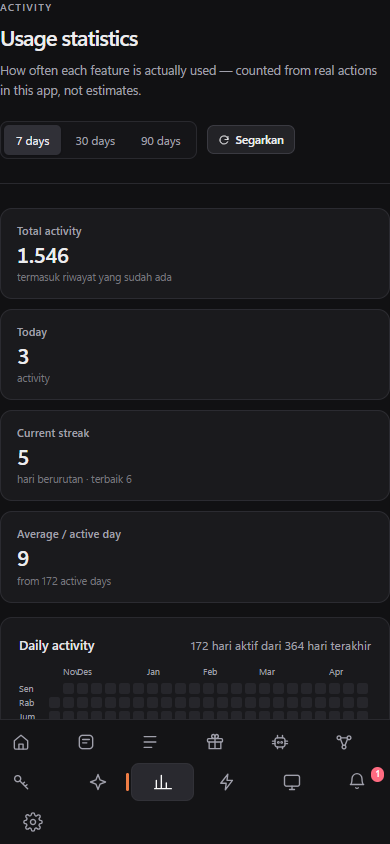 ACTIVITY
Usage statistics
How often each feature is actually used — counted from real actions
in this app, not estimates.
7 days 30 days 90 days Segarkan
Total activity
1.546
termasuk riwayat yang sudah ada
Today
3
activity
Current streak
5
hari berurutan · terbaik 6
Average / active day
9
from 172 active days
Daily activity 172 hari aktif dari 364 hari terakhir
Nov Des Jan Feb Mar Apr
Sen
Rab
Jum
1